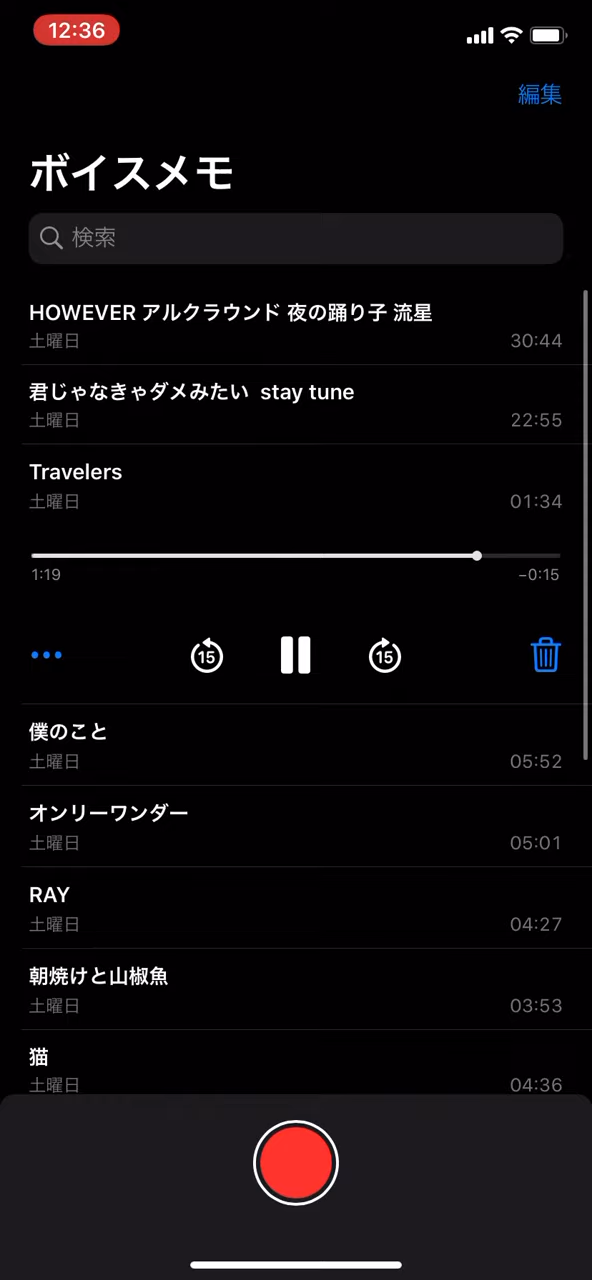 12:36
編集
ボイスメモ
検索
HOWEVER アルクラウンド 夜の踊り子 流星
土曜日 30:44
君じゃなきゃダメみたい stay tune
土曜日 22:55
Travelers
土曜日 01:34
1:19 −0:15
15 15
僕のこと
土曜日 05:52
オンリーワンダー
土曜日 05:01
RAY
土曜日 04:27
朝焼けと山椒魚
土曜日 03:53
猫
土曜日 04:36